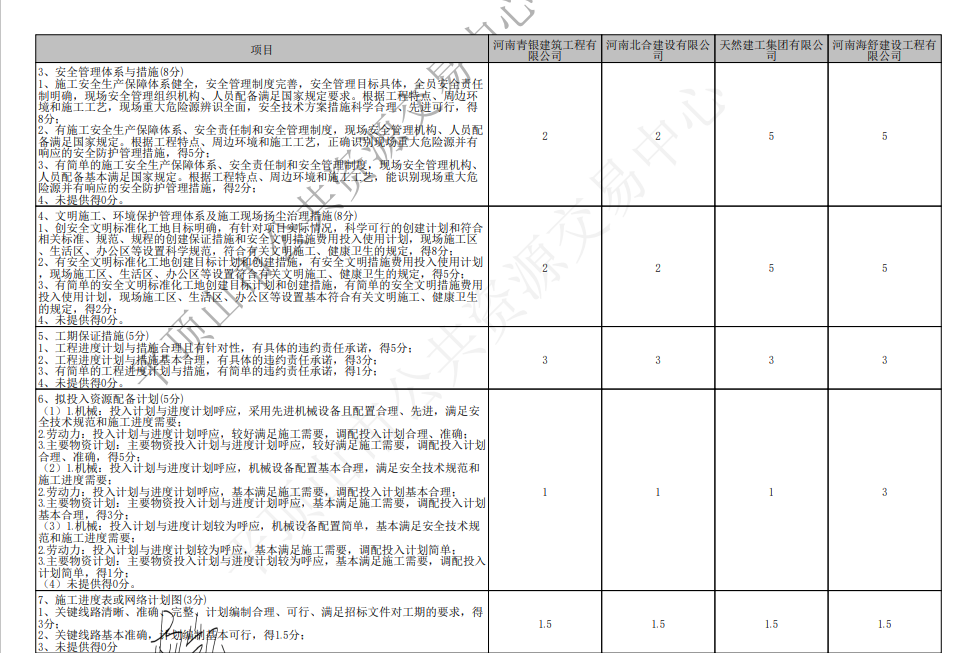 项目
河南青银建筑工程有
限公司
河南北合建设有限公
司
天然建工集团有限公
司
河南海舒建设工程有
限公司
3、安全管理体系与措施(8分)
1、施工安全生产保障体系健全，安全管理制度完善，安全管理目标具体，全员安全责任
制明确，现场安全管理组织机构、人员配备满足国家规定要求。根据工程特点、周边环
境和施工工艺，现场重大危险源辨识全面，安全技术方案措施科学合理、先进可行，得
8分；
2、有施工安全生产保障体系、安全责任制和安全管理制度，现场安全管理机构、人员配
备满足国家规定。根据工程特点、周边环境和施工工艺，正确识别现场重大危险源并有
响应的安全防护管理措施，得5分；
3、有简单的施工安全生产保障体系、安全责任制和安全管理制度，现场安全管理机构、
人员配备基本满足国家规定。根据工程特点、周边环境和施工工艺，能识别现场重大危
险源并有响应的安全防护管理措施，得2分；
4、未提供得0分。
2
2
5
5
4、文明施工、环境保护管理体系及施工现场扬尘治理措施(8分)
1、创安全文明标准化工地目标明确，有针对项目实际情况，科学可行的创建计划和符合
相关标准、规范、规程的创建保证措施和安全文明措施费用投入使用计划，现场施工区
、生活区、办公区等设置科学规范，符合有关文明施工、健康卫生的规定，得8分；
2、有安全文明标准化工地创建目标计划和创建措施，有安全文明措施费用投入使用计划
，现场施工区、生活区、办公区等设置符合有关文明施工、健康卫生的规定，得5分；
3、有简单的安全文明标准化工地创建目标计划和创建措施，有简单的安全文明措施费用
投入使用计划，现场施工区、生活区、办公区等设置基本符合有关文明施工、健康卫生
的规定，得2分；
4、未提供得0分。
2
2
5
5
5、工期保证措施(5分)
1、工程进度计划与措施合理且有针对性，有具体的违约责任承诺，得5分；
2、工程进度计划与措施基本合理，有具体的违约责任承诺，得3分；
3、有简单的工程进度计划与措施，有简单的违约责任承诺，得1分；
4、未提供得0分。
3
3
3
3
6、拟投入资源配备计划(5分)
（1）1.机械：投入计划与进度计划呼应，采用先进机械设备且配置合理、先进，满足安
全技术规范和施工进度需要；
2.劳动力：投入计划与进度计划呼应，较好满足施工需要，调配投入计划合理、准确；
3.主要物资计划：主要物资投入计划与进度计划呼应，较好满足施工需要，调配投入计划
合理、准确，得5分；
（2）1.机械：投入计划与进度计划呼应，机械设备配置基本合理，满足安全技术规范和
施工进度需要；
2.劳动力：投入计划与进度计划呼应，基本满足施工需要，调配投入计划基本合理；
3.主要物资计划：主要物资投入计划与进度计划呼应，基本满足施工需要，调配投入计划
基本合理，得3分；
（3）1.机械：投入计划与进度计划较为呼应，机械设备配置简单，基本满足安全技术规
范和施工进度需要；
2.劳动力：投入计划与进度计划较为呼应，基本满足施工需要，调配投入计划简单；
3.主要物资计划：主要物资投入计划与进度计划较为呼应，基本满足施工需要，调配投入
计划简单，得1分；
（4）未提供得0分。
1
1
1
3
7、施工进度表或网络计划图(3分)
1、关键线路清晰、准确、完整，计划编制合理、可行、满足招标文件对工期的要求，得
3分；
2、关键线路基本准确，计划编制基本可行，得1.5分；
3、未提供得0分
1.5
1.5
1.5
1.5
平顶山市公共资源交易中心
平顶山市公共资源交易中心